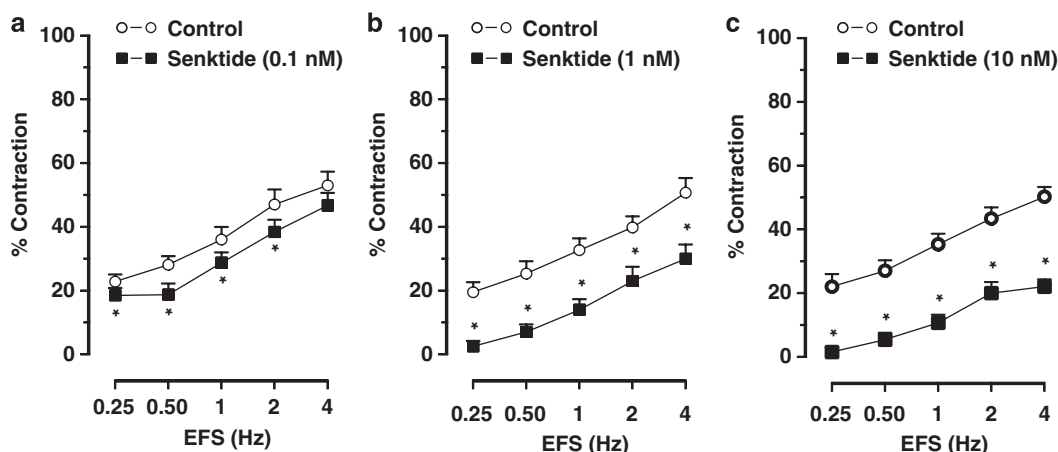 a
Control
Senktide (0.1 nM)
100
80
60
40
20
0
% Contraction
* * * *
0.25 0.50 1 2 4
EFS (Hz)
b
Control
Senktide (1 nM)
100
80
60
40
20
0
% Contraction
* * * * *
0.25 0.50 1 2 4
EFS (Hz)
c
Control
Senktide (10 nM)
100
80
60
40
20
0
% Contraction
* * * * *
0.25 0.50 1 2 4
EFS (Hz)